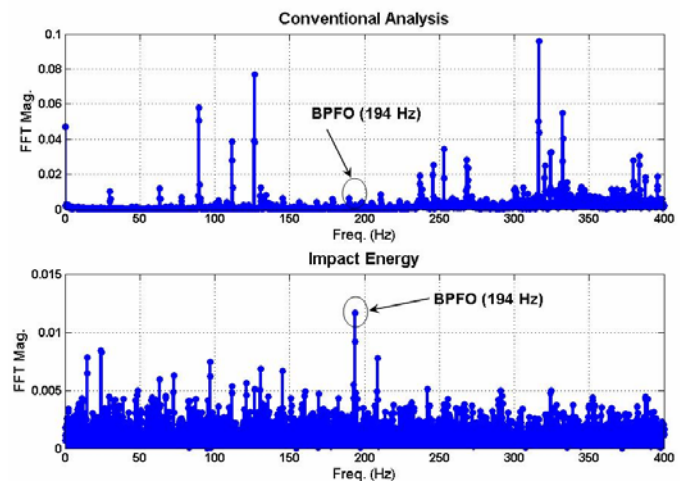 Conventional Analysis
FFT Mag.
0.1
0.08
0.06
0.04
0.02
0
BPFO (194 Hz)
0 50 100 150 200 250 300 350 400
Freq. (Hz)
Impact Energy
FFT Mag.
0.015
0.01
0.005
0
BPFO (194 Hz)
0 50 100 150 200 250 300 350 400
Freq. (Hz)